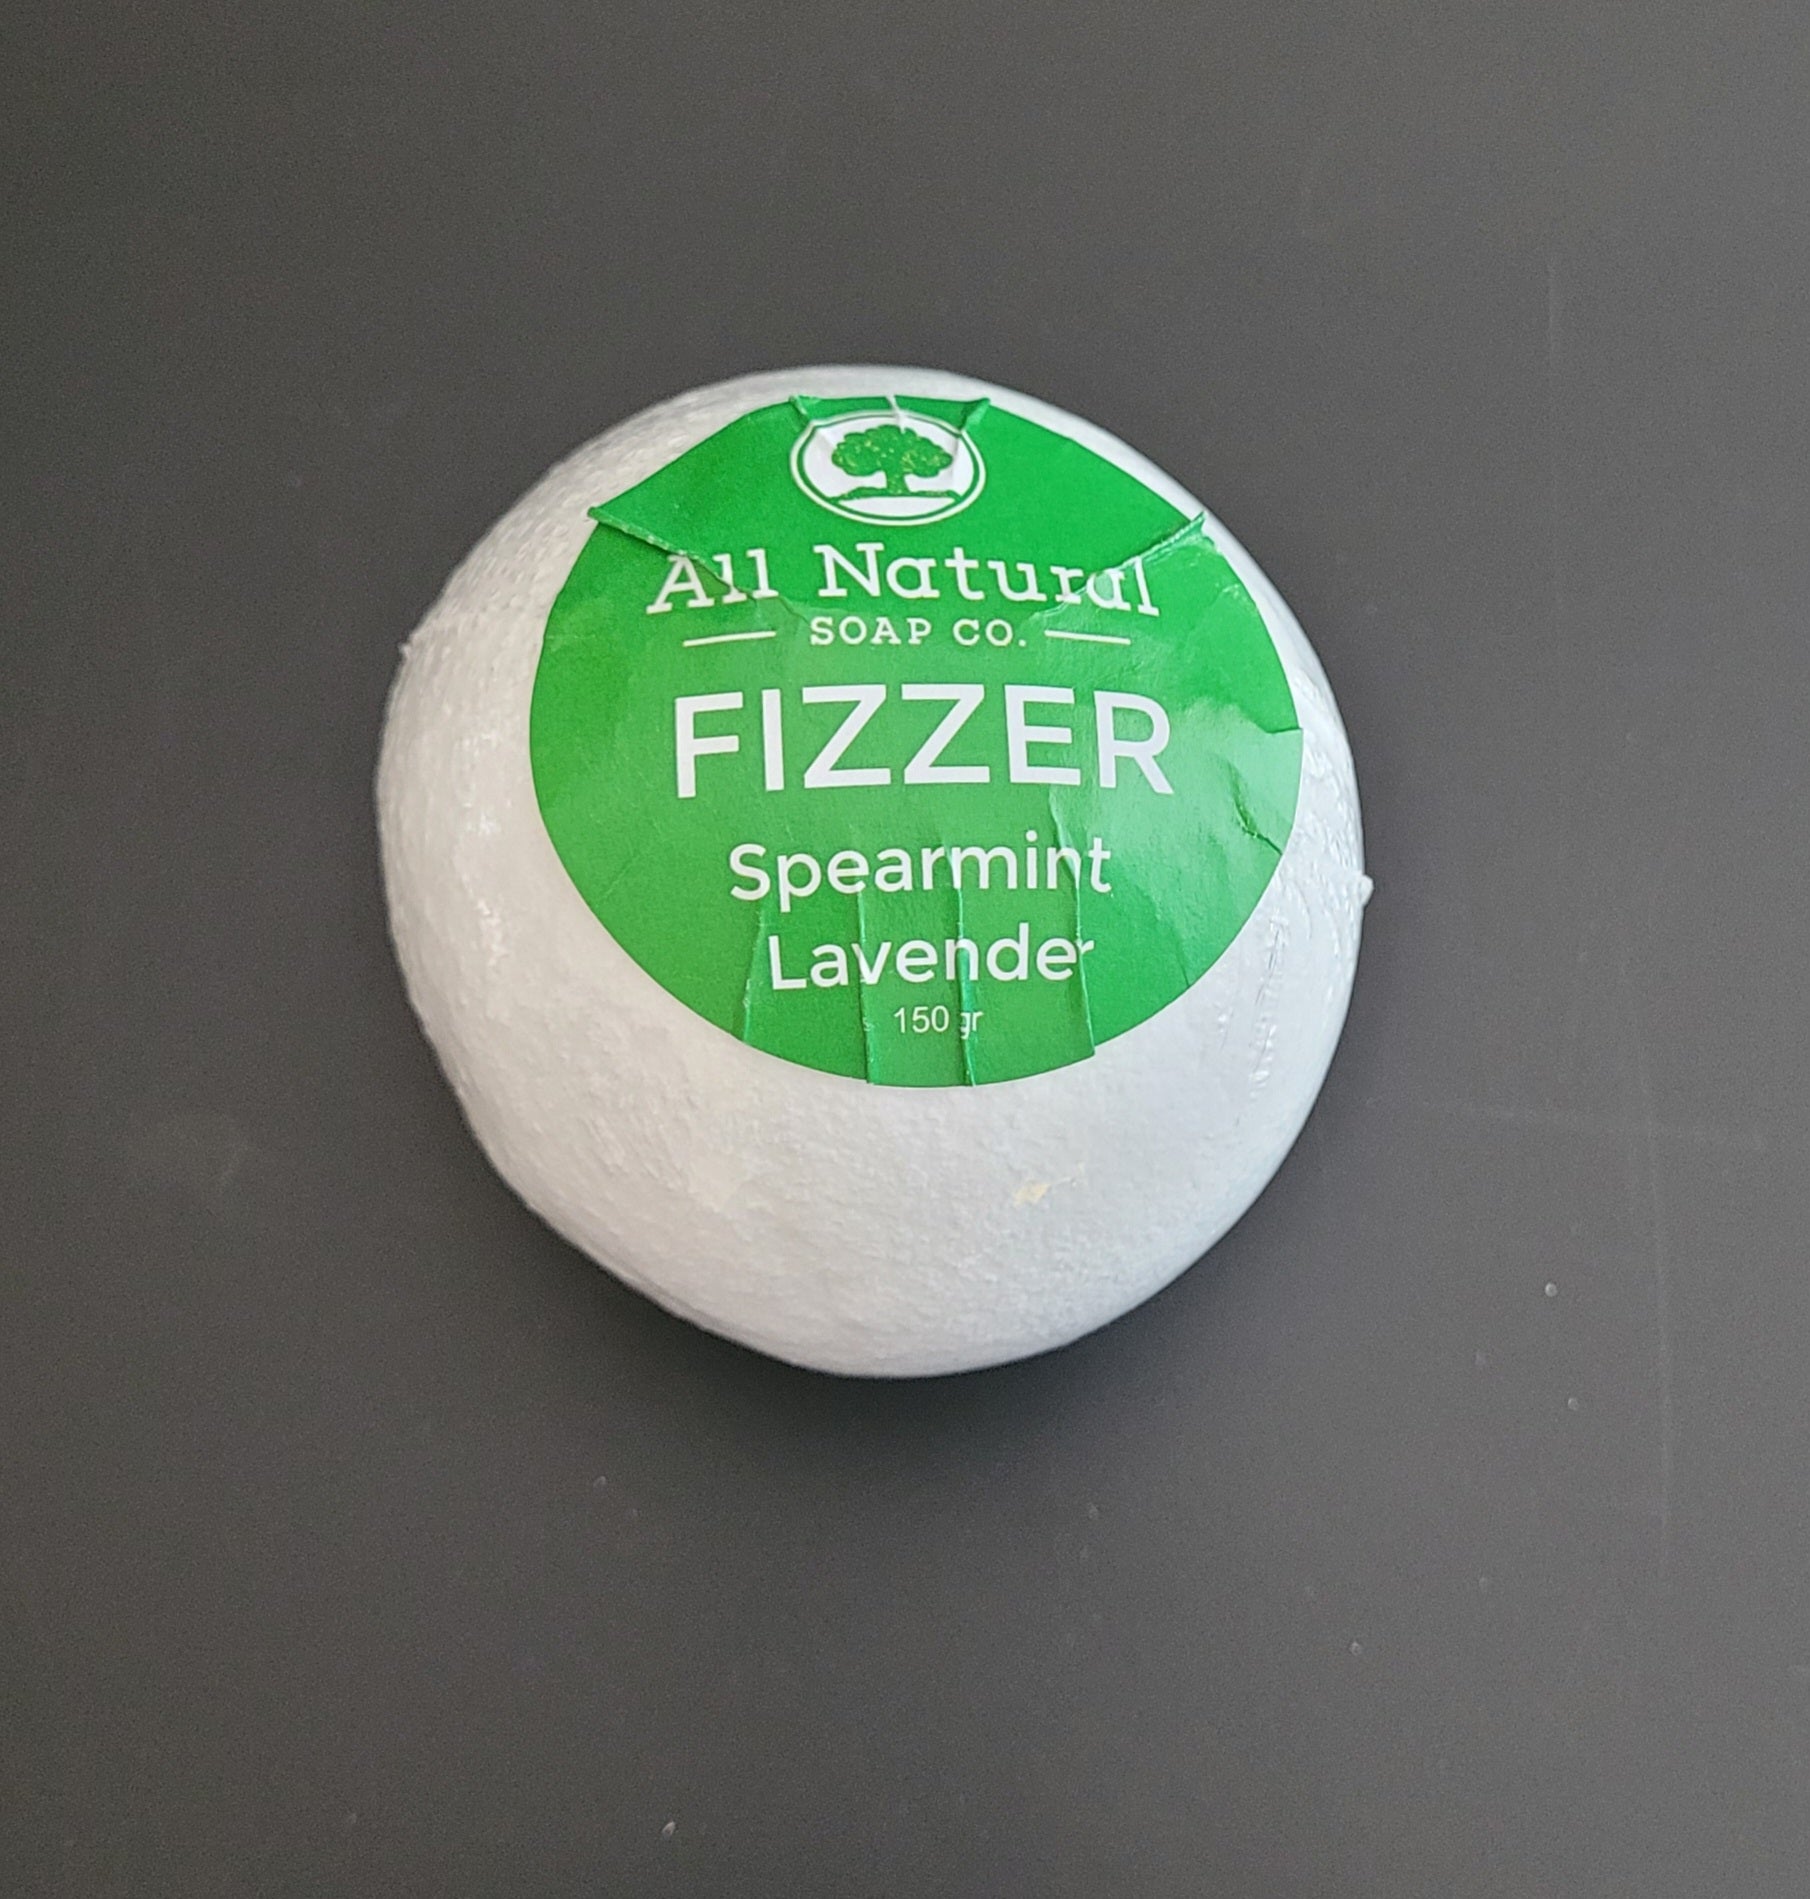 All Natural
SOAP CO.
FIZZER
Spearmint
Lavender
150 gr